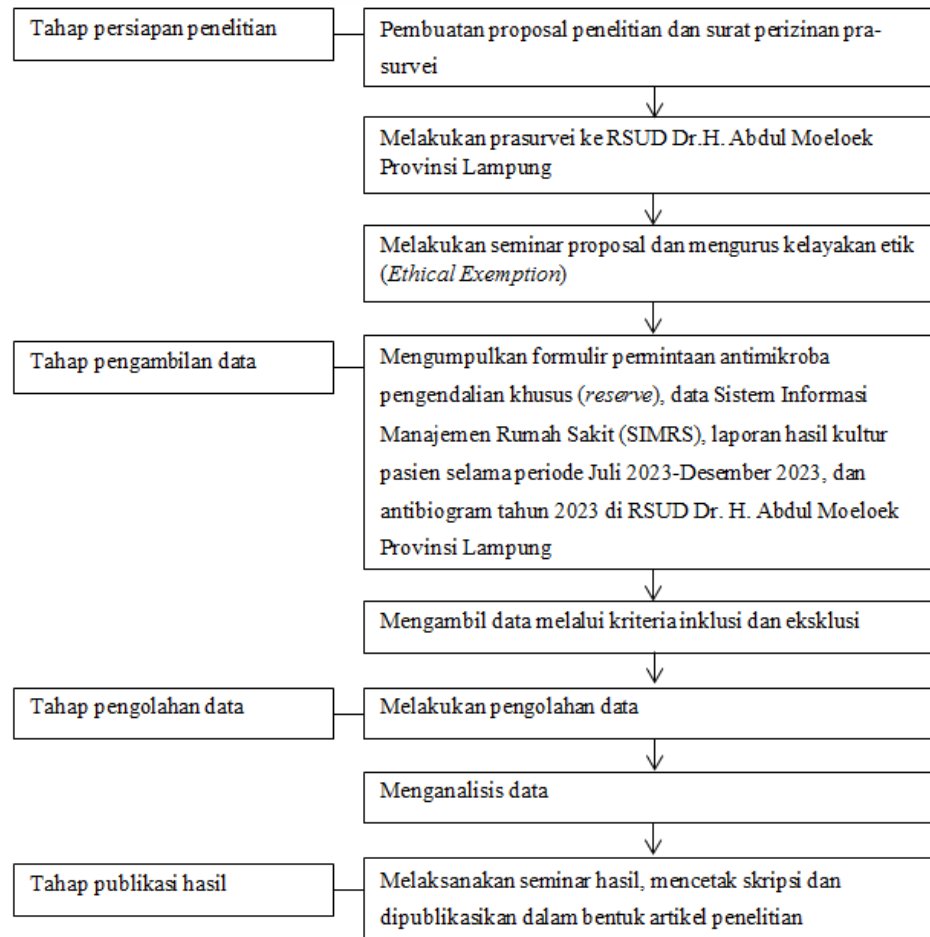 Tahap persiapan penelitian
Pembuatan proposal penelitian dan surat perizinan pra-
survei
Melakukan prasurvei ke RSUD Dr.H. Abdul Moeloek
Provinsi Lampung
Melakukan seminar proposal dan mengurus kelayakan etik
(Ethical Exemption)
Tahap pengambilan data
Mengumpulkan formulir permintaan antimikroba
pengendalian khusus (reserve), data Sistem Informasi
Manajemen Rumah Sakit (SIMRS), laporan hasil kultur
pasien selama periode Juli 2023-Desember 2023, dan
antibiogram tahun 2023 di RSUD Dr. H. Abdul Moeloek
Provinsi Lampung
Mengambil data melalui kriteria inklusi dan eksklusi
Tahap pengolahan data
Melakukan pengolahan data
Menganalisis data
Tahap publikasi hasil
Melaksanakan seminar hasil, mencetak skripsi dan
dipublikasikan dalam bentuk artikel penelitian